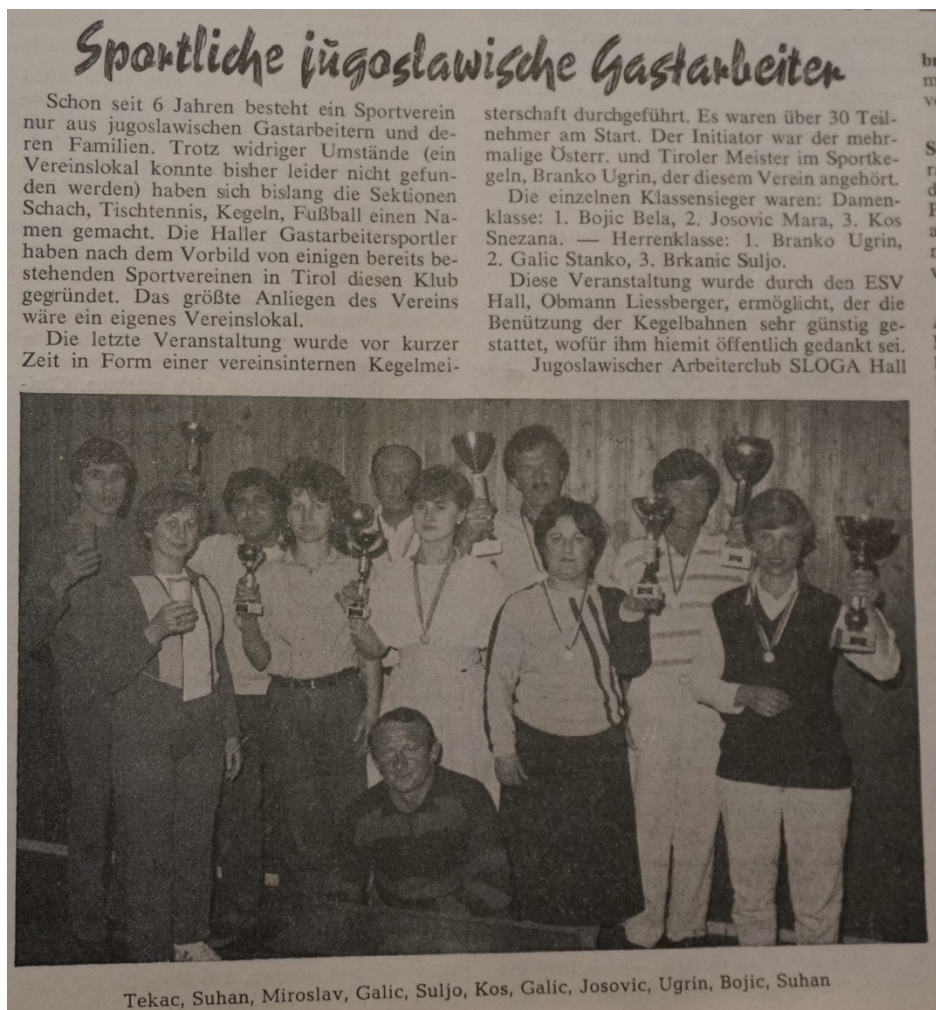 Sportliche jugoslawische Gastarbeiter
Schon seit 6 Jahren besteht ein Sportverein
nur aus jugoslawischen Gastarbeitern und de-
ren Familien. Trotz widriger Umstände (ein
Vereinslokal konnte bisher leider nicht gefun-
den werden) haben sich bislang die Sektionen
Schach, Tischtennis, Kegeln, Fußball einen Na-
men gemacht. Die Haller Gastarbeitersportler
haben nach dem Vorbild von einigen bereits be-
stehenden Sportvereinen in Tirol diesen Klub
gegründet. Das größte Anliegen des Vereins
wäre ein eigenes Vereinslokal.
Die letzte Veranstaltung wurde vor kurzer
Zeit in Form einer vereinsinternen Kegelmei-
sterschaft durchgeführt. Es waren über 30 Teil-
nehmer am Start. Der Initiator war der mehr-
malige Österr. und Tiroler Meister im Sportke-
geln, Branko Ugrin, der diesem Verein angehört.
Die einzelnen Klassensieger waren: Damen-
klasse: 1. Bojic Bela, 2. Josovic Mara, 3. Kos
Snezana. — Herrenklasse: 1. Branko Ugrin,
2. Galic Stanko, 3. Brkanic Suljo.
Diese Veranstaltung wurde durch den ESV
Hall, Obmann Liessberger, ermöglicht, der die
Benützung der Kegelbahnen sehr günstig ge-
stattet, wofür ihm hiemit öffentlich gedankt sei.
Jugoslawischer Arbeiterclub SLOGA Hall
Tekac, Suhan, Miroslav, Galic, Suljo, Kos, Galic, Josovic, Ugrin, Bojic, Suhan